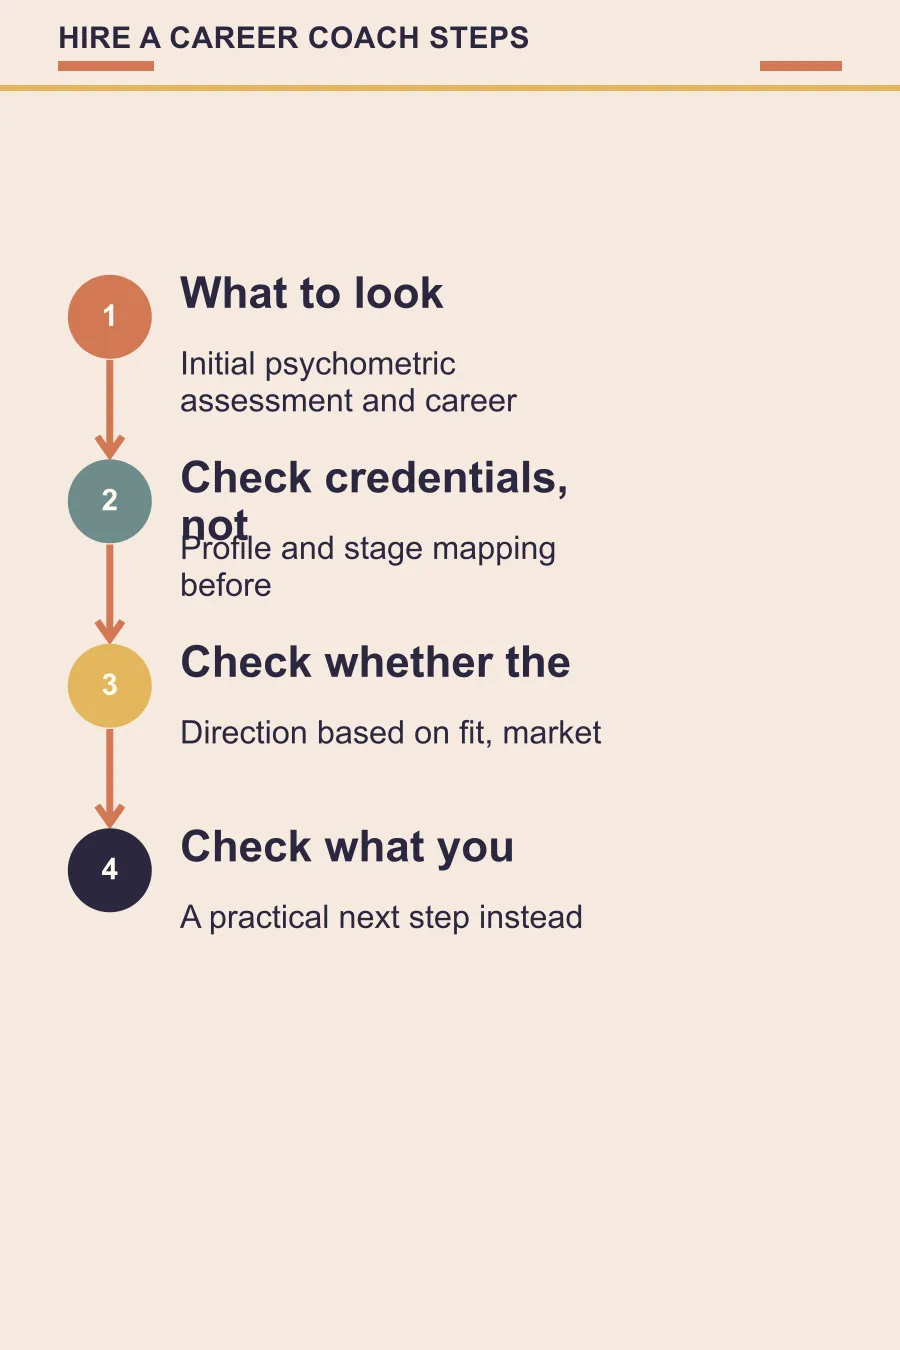 HIRE A CAREER COACH STEPS
1
What to look
Initial psychometric
assessment and career
2
Check credentials,
not
Profile and stage mapping
before
3
Check whether the
Direction based on fit, market
4
Check what you
A practical next step instead